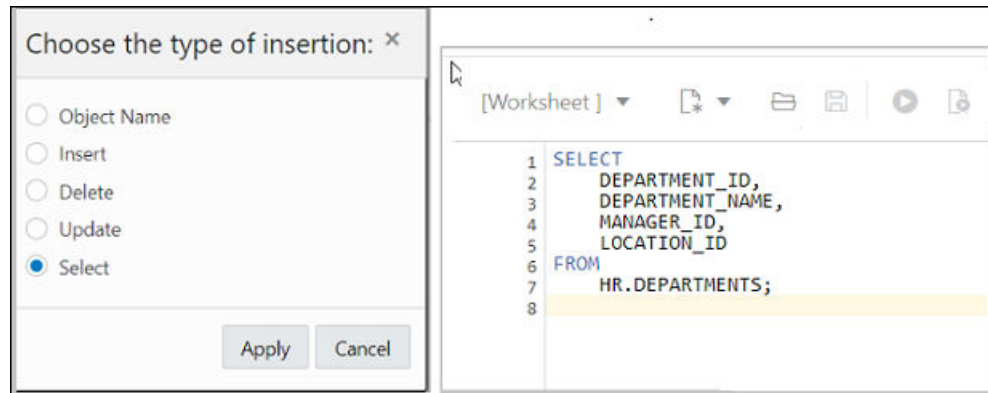 Choose the type of insertion: ×
Object Name
Insert
Delete
Update
Select
Apply Cancel
[Worksheet ]
1 SELECT
2 DEPARTMENT_ID,
3 DEPARTMENT_NAME,
4 MANAGER_ID,
5 LOCATION_ID
6 FROM
7 HR.DEPARTMENTS;
8